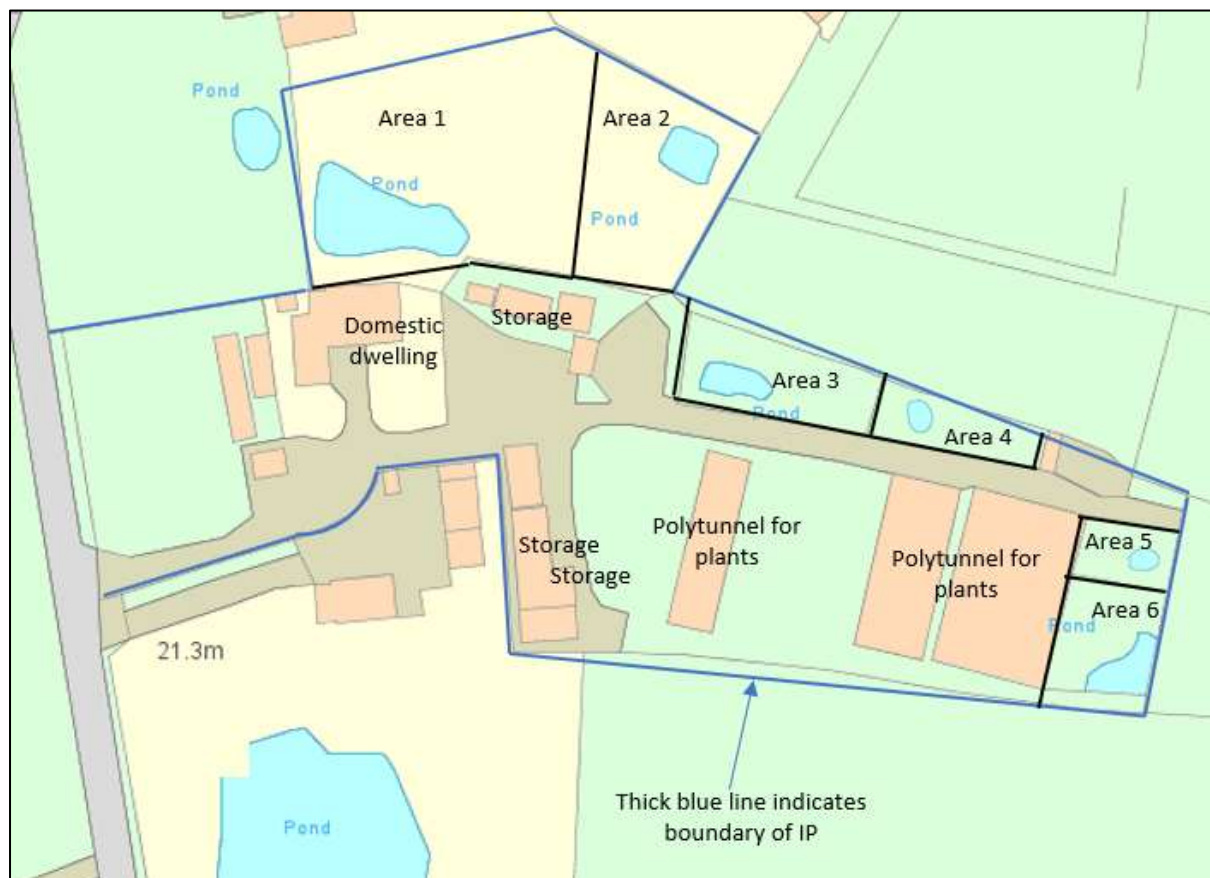 Pond
Area 1
Area 2
Pond
Pond
Storage
Domestic
dwelling
Area 3
Pond
Area 4
Polytunnel for
plants
Storage
Storage
Polytunnel for
plants
Area 5
Area 6
Pond
21.3m
Thick blue line indicates
boundary of IP
Pond